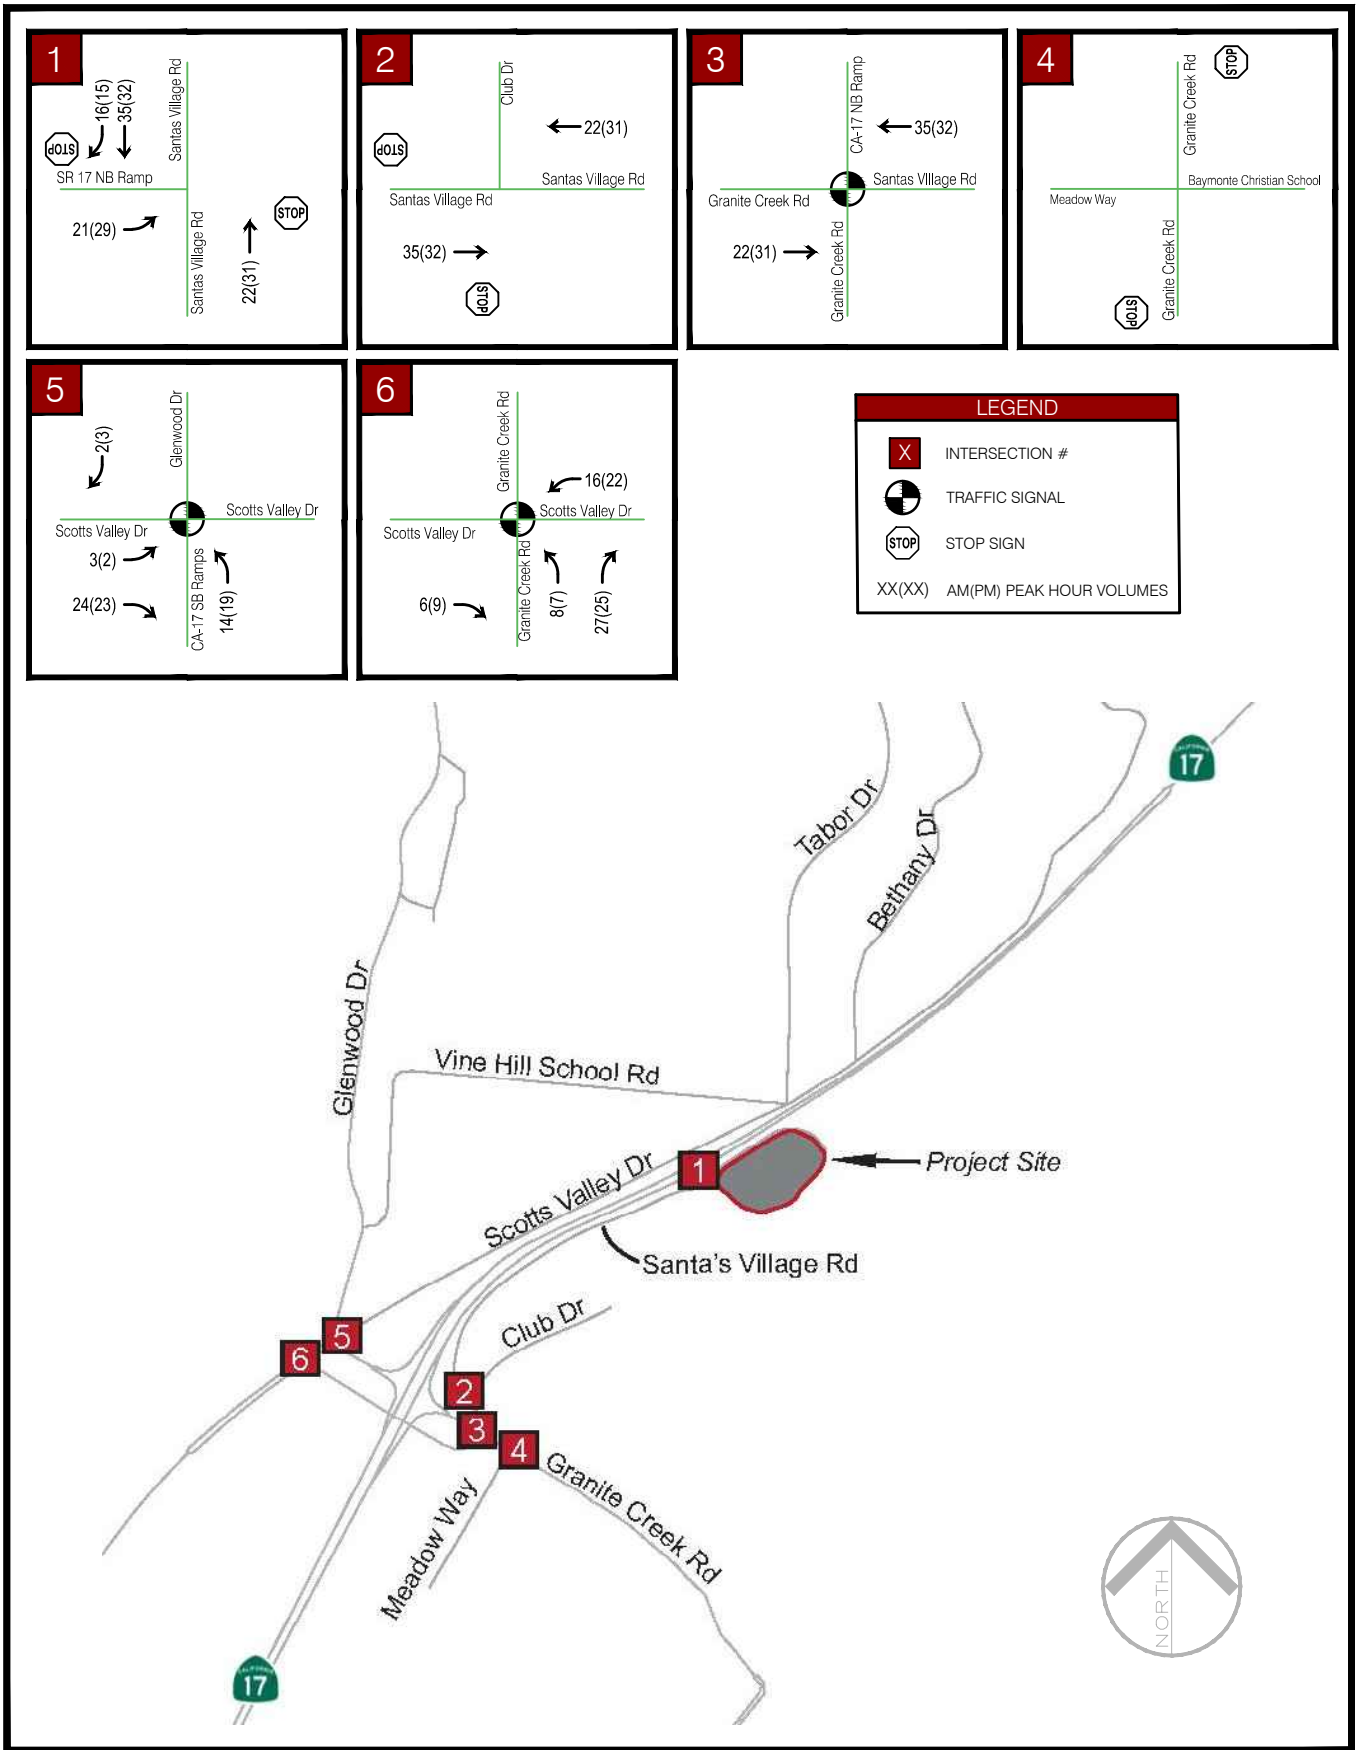 1
Santas Village Rd
16(15)
35(32)
STOP
SR 17 NB Ramp
21(29)
Santas Village Rd
22(31)
STOP
2
Club Dr
22(31)
STOP
Santas Village Rd
Santas Village Rd
35(32)
STOP
3
CA-17 NB Ramp
35(32)
Santas VIllage Rd
Granite Creek Rd
22(31)
Granite Creek Rd
4
STOP
Granite Creek Rd
Baymonte Christian School
Meadow Way
Granite Creek Rd
STOP
5
Glenwood Dr
2(3)
Scotts Valley Dr
Scotts Valley Dr
3(2)
24(23)
CA-17 SB Ramps
14(19)
6
Granite Creek Rd
16(22)
Scotts Valley Dr
Scotts Valley Dr
6(9)
Granite Creek Rd
8(7)
27(25)
LEGEND
X INTERSECTION #
TRAFFIC SIGNAL
STOP STOP SIGN
XX(XX) AM(PM) PEAK HOUR VOLUMES
CALIFORNIA
17
Tabor Dr
Bethany Dr
Glenwood Dr
Vine Hill School Rd
1
Project Site
Scotts Valley Dr
Santa's Village Rd
Club Dr
5
6
2
3
4
Granite Creek Rd
Meadow Way
NORTH
CALIFORNIA
17